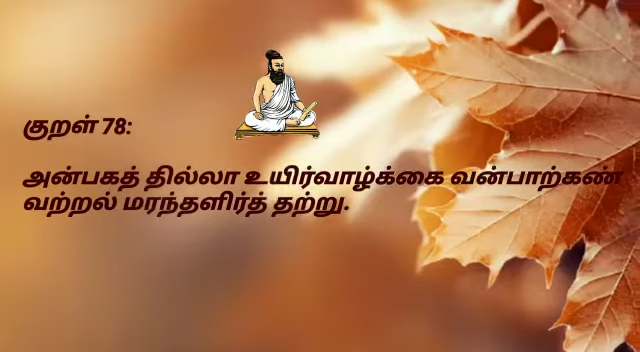 குறள் 78:
அன்பகத் தில்லா உயிர்வாழ்க்கை வன்பாற்கண்
வற்றல் மரந்தளிர்த் தற்று.